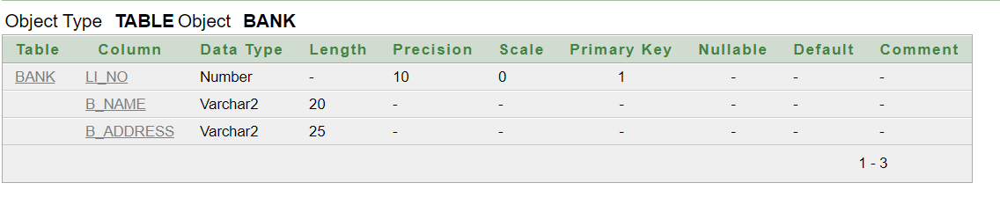 Object Type TABLE Object BANK
Table Column Data Type Length Precision Scale Primary Key Nullable Default Comment
BANK LI_NO Number - 10 0 1 - - -
B_NAME Varchar2 20 - - - - - -
B_ADDRESS Varchar2 25 - - - - - -
1 - 3